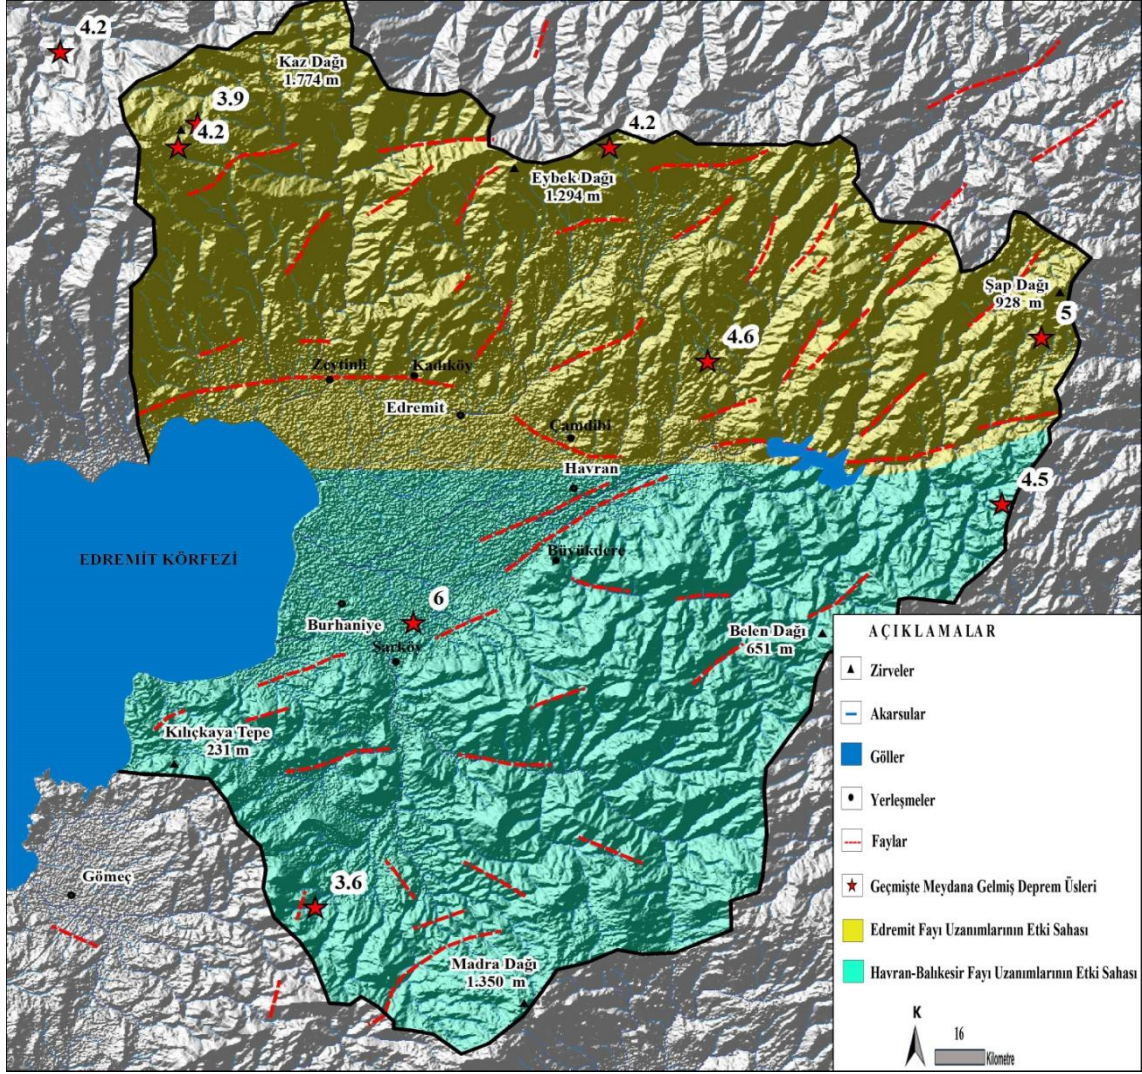 4.2
Kaz Dağı
1.774 m
3.9
4.2
4.2
Eybek Dağı
1.294 m
Şap Dağı
928 m
5
4.6
Zeytinli
Kadıköy
Edremit
Çamdibi
Havran
4.5
EDREMİT KÖRFEZİ
Büyükdere
Burhaniye
6
Şarköy
Belen Dağı
651 m
Kılıçkaya Tepe
231 m
Gömeç
3.6
Madra Dağı
1.350 m
AÇIKLAMALAR
Zirveler
Akarsular
Göller
Yerleşmeler
Faylar
Geçmişte Meydana Gelmiş Deprem Üsleri
Edremit Fayı Uzanımlarının Etki Sahası
Havran-Balıkesir Fayı Uzanımlarının Etki Sahası
K
16
Kilometre